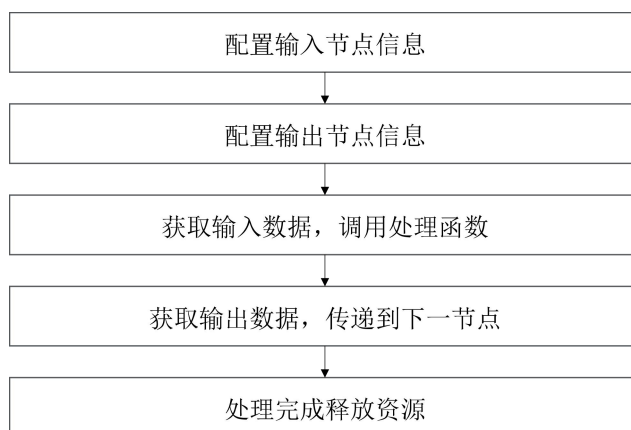 配置输入节点信息
配置输出节点信息
获取输入数据，调用处理函数
获取输出数据，传递到下一节点
处理完成释放资源